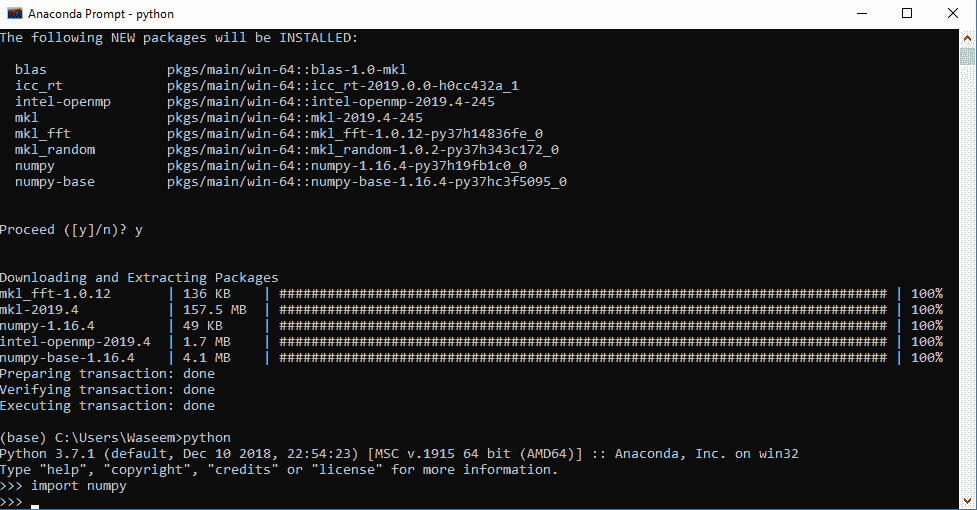 Anaconda Prompt - python
The following NEW packages will be INSTALLED:
blas pkgs/main/win-64::blas-1.0-mkl
icc_rt pkgs/main/win-64::icc_rt-2019.0.0-h0cc432a_1
intel-openmp pkgs/main/win-64::intel-openmp-2019.4-245
mkl pkgs/main/win-64::mkl-2019.4-245
mkl_fft pkgs/main/win-64::mkl_fft-1.0.12-py37h14836fe_0
mkl_random pkgs/main/win-64::mkl_random-1.0.2-py37h343c172_0
numpy pkgs/main/win-64::numpy-1.16.4-py37h19fb1c0_0
numpy-base pkgs/main/win-64::numpy-base-1.16.4-py37hc3f5095_0
Proceed ([y]/n)? y
Downloading and Extracting Packages
mkl_fft-1.0.12 | 136 KB | ############################################################################ | 100%
mkl-2019.4 | 157.5 MB | ############################################################################ | 100%
numpy-1.16.4 | 49 KB | ############################################################################ | 100%
intel-openmp-2019.4 | 1.7 MB | ############################################################################ | 100%
numpy-base-1.16.4 | 4.1 MB | ############################################################################ | 100%
Preparing transaction: done
Verifying transaction: done
Executing transaction: done
(base) C:\Users\Waseem>python
Python 3.7.1 (default, Dec 10 2018, 22:54:23) [MSC v.1915 64 bit (AMD64)] :: Anaconda, Inc. on win32
Type "help", "copyright", "credits" or "license" for more information.
>>> import numpy
>>>